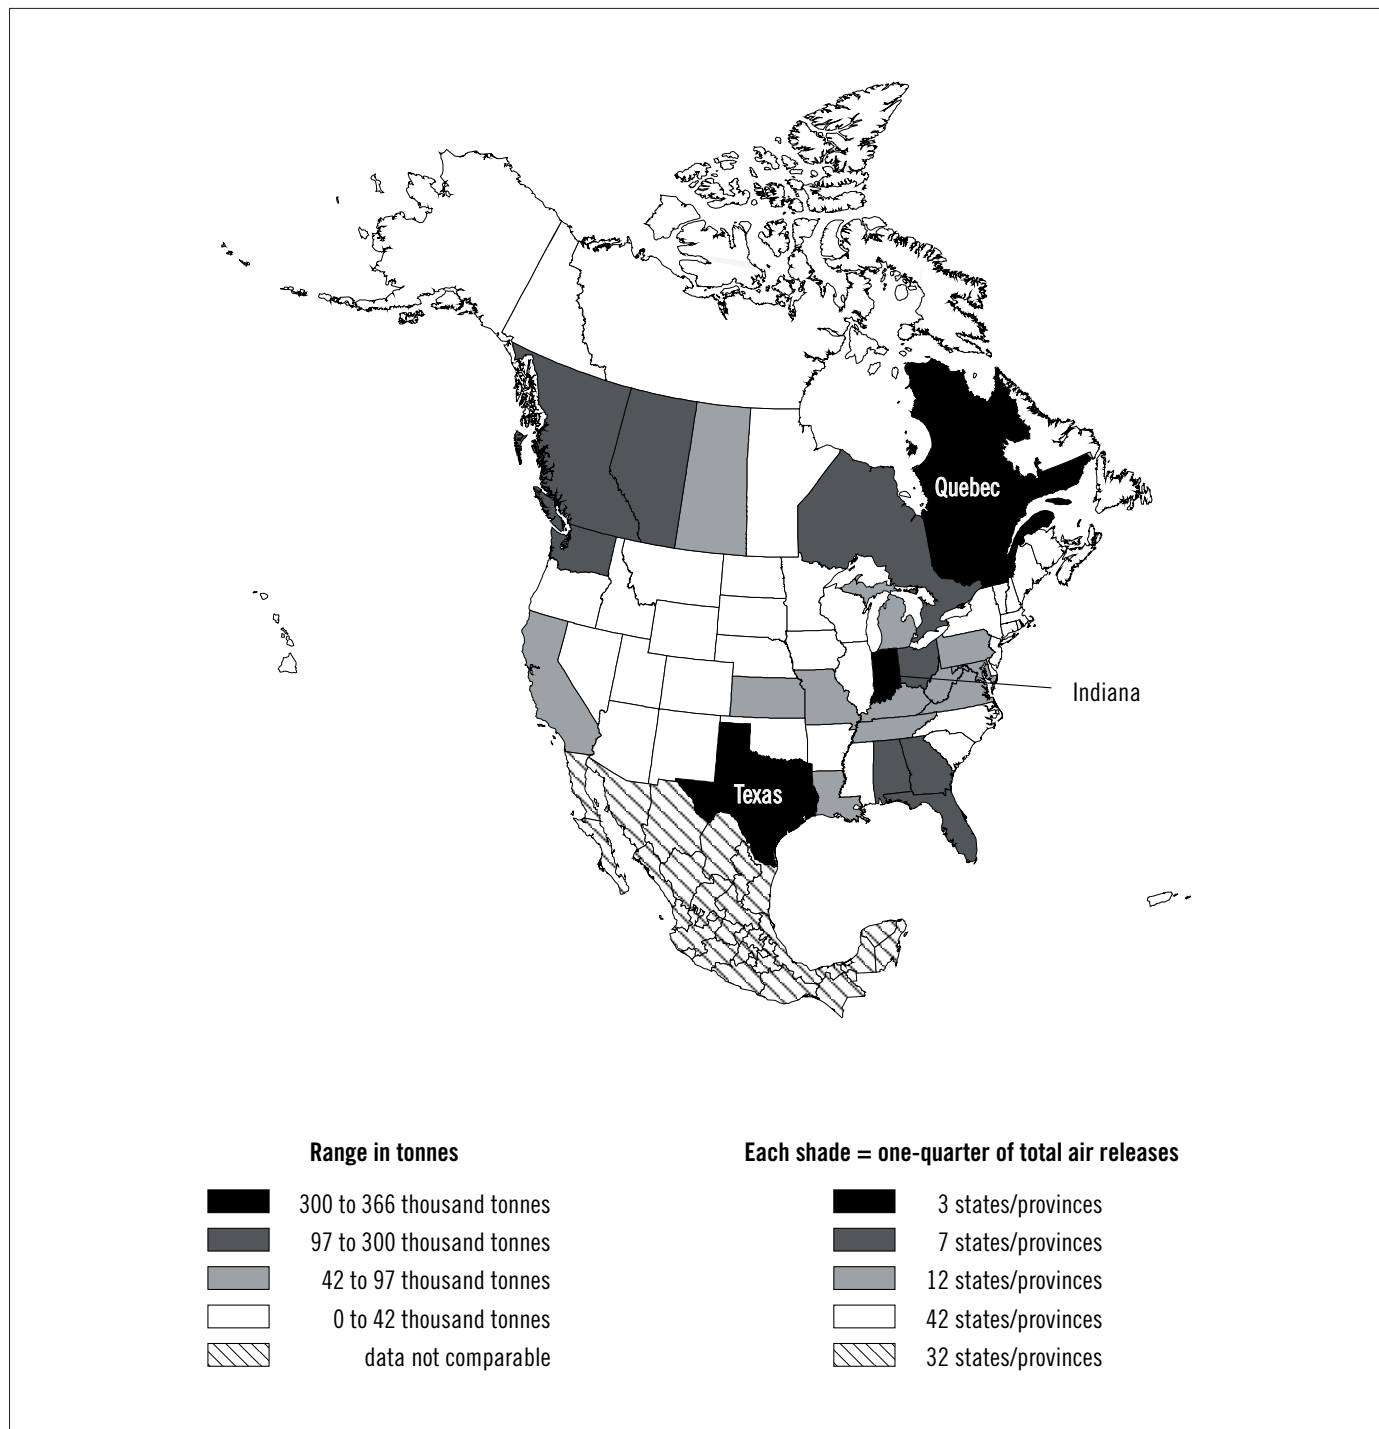 Quebec
Indiana
Texas
Range in tonnes
300 to 366 thousand tonnes
97 to 300 thousand tonnes
42 to 97 thousand tonnes
0 to 42 thousand tonnes
data not comparable
Each shade = one-quarter of total air releases
3 states/provinces
7 states/provinces
12 states/provinces
42 states/provinces
32 states/provinces